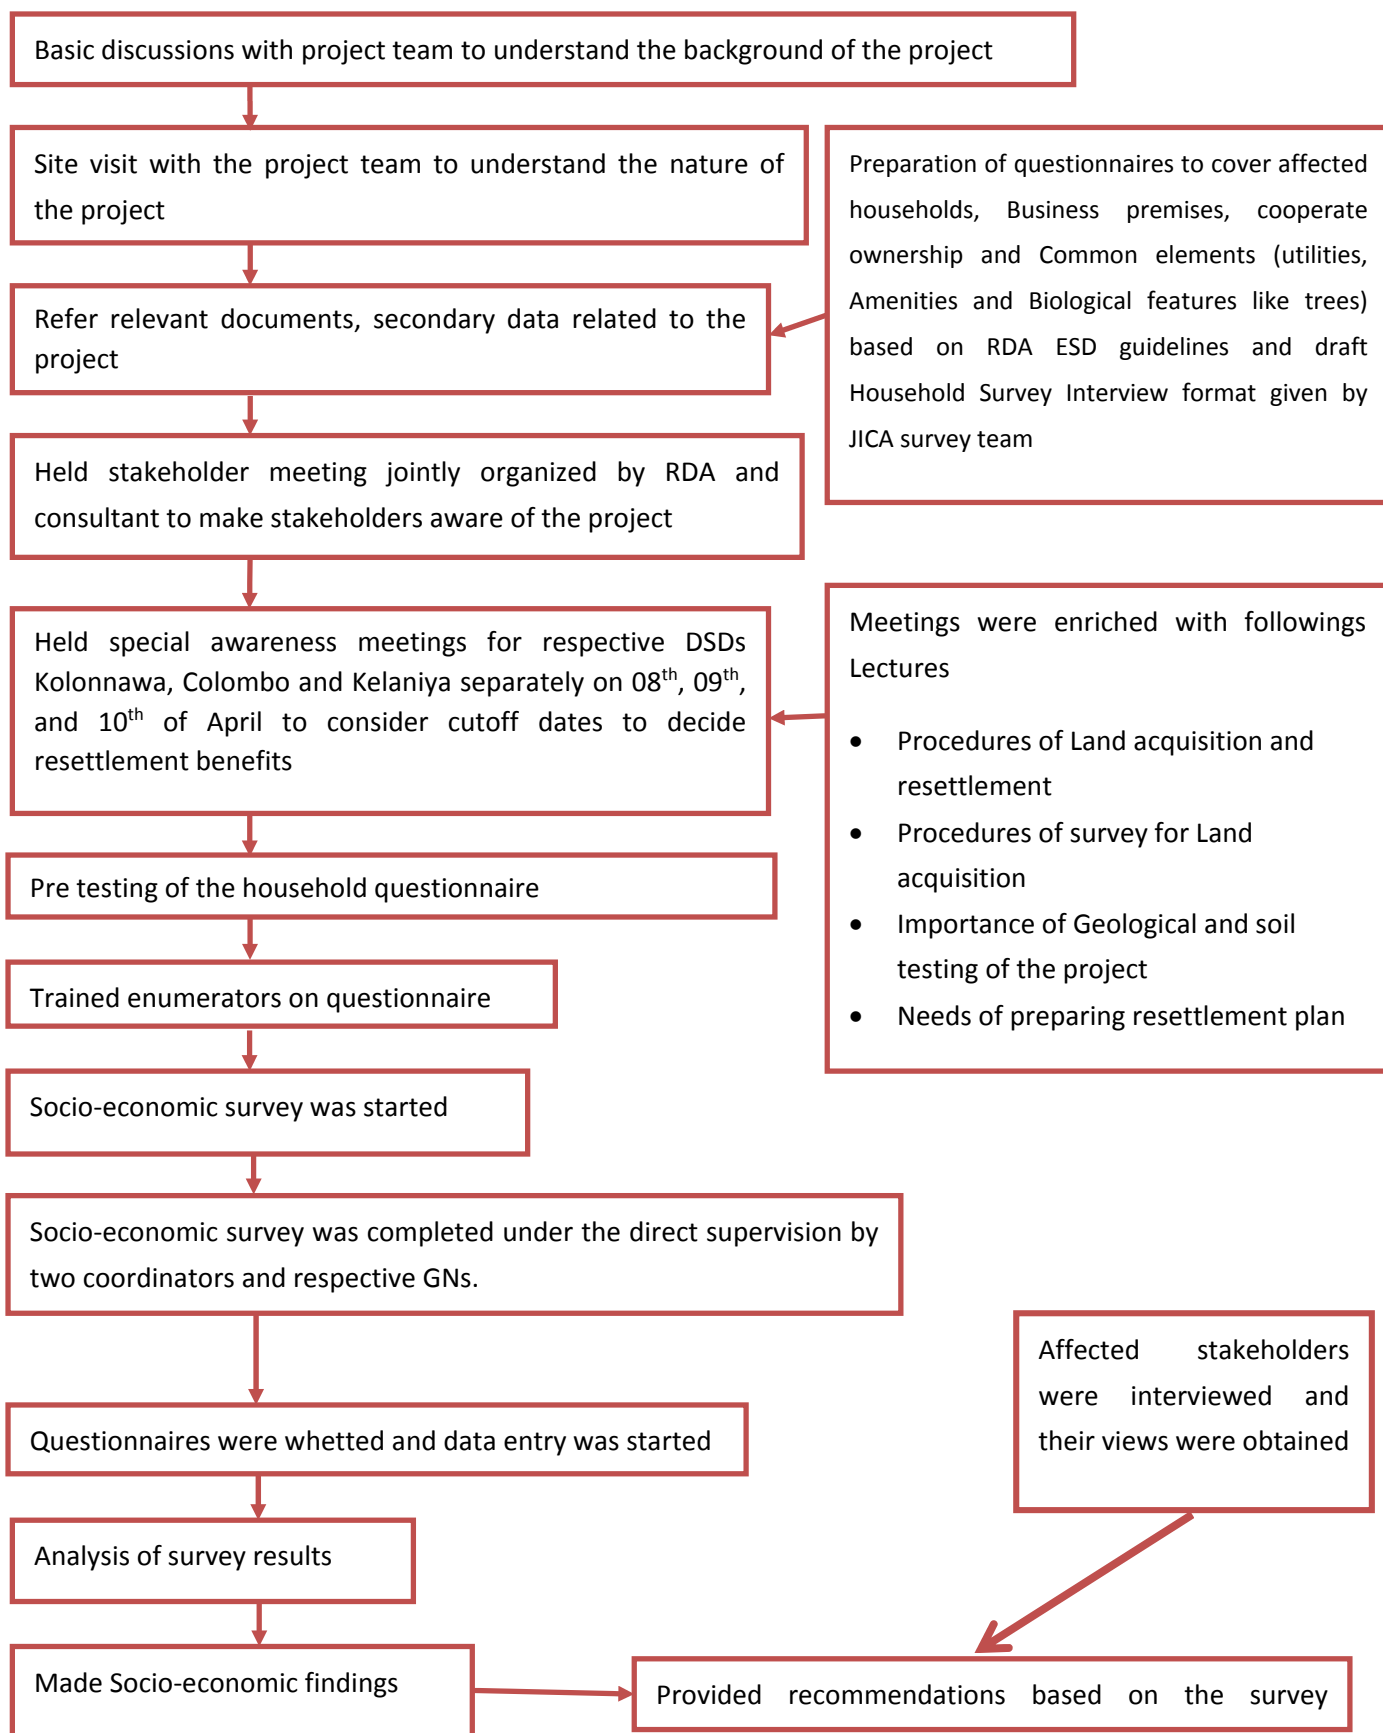 Basic discussions with project team to understand the background of the project
Site visit with the project team to understand the nature of
the project
Preparation of questionnaires to cover affected
households, Business premises, cooperate
ownership and Common elements (utilities,
Amenities and Biological features like trees)
based on RDA ESD guidelines and draft
Household Survey Interview format given by
JICA survey team
Refer relevant documents, secondary data related to the
project
Held stakeholder meeting jointly organized by RDA and
consultant to make stakeholders aware of the project
Held special awareness meetings for respective DSDs
Kolonnawa, Colombo and Kelaniya separately on 08th, 09th,
and 10th of April to consider cutoff dates to decide
resettlement benefits
Meetings were enriched with followings
Lectures
• Procedures of Land acquisition and
resettlement
• Procedures of survey for Land
acquisition
• Importance of Geological and soil
testing of the project
• Needs of preparing resettlement plan
Pre testing of the household questionnaire
Trained enumerators on questionnaire
Socio-economic survey was started
Socio-economic survey was completed under the direct supervision by
two coordinators and respective GNs.
Affected stakeholders
were interviewed and
their views were obtained
Questionnaires were whetted and data entry was started
Analysis of survey results
Made Socio-economic findings
Provided recommendations based on the survey